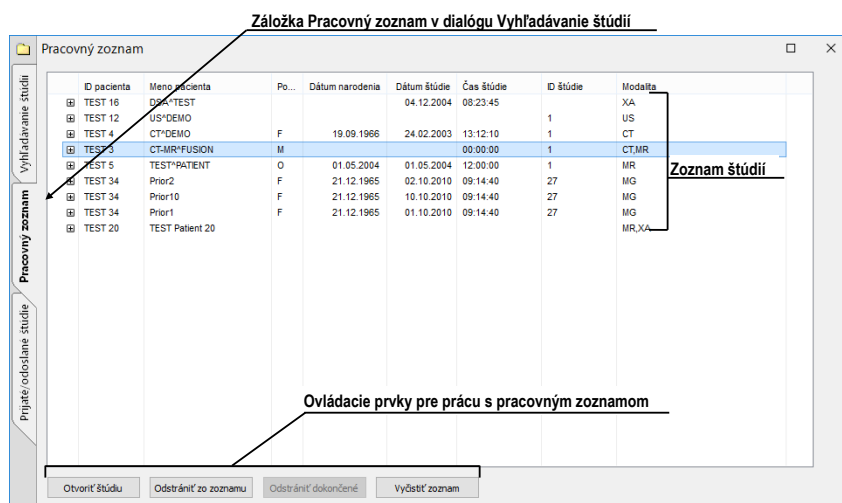 Záložka Pracovný zoznam v dialógu Vyhľadávanie štúdií
Pracovný zoznam
Vyhľadávanie štúdií
Pracovný zoznam
Prijaté/odoslané štúdie
ID pacienta Meno pacienta Po... Dátum narodenia Dátum štúdie Čas štúdie ID štúdie Modalita
TEST 16 DSA^TEST 04.12.2004 08:23:45 XA
TEST 12 US^DEMO 1 US
TEST 4 CT^DEMO F 19.09.1966 24.02.2003 13:12:10 1 CT
TEST 3 CT-MR^FUSION M 00:00:00 1 CT,MR
TEST 5 TEST^PATIENT O 01.05.2004 01.05.2004 12:00:00 1 MR
Zoznam štúdií
TEST 34 Prior2 F 21.12.1965 02.10.2010 09:14:40 27 MG
TEST 34 Prior10 F 21.12.1965 10.10.2010 09:14:40 27 MG
TEST 34 Prior1 F 21.12.1965 01.10.2010 09:14:40 27 MG
TEST 20 TEST Patient 20 MR,XA
Ovládacie prvky pre prácu s pracovným zoznamom
Otvoriť štúdiu Odstrániť zo zoznamu Odstrániť dokončené Vyčistiť zoznam